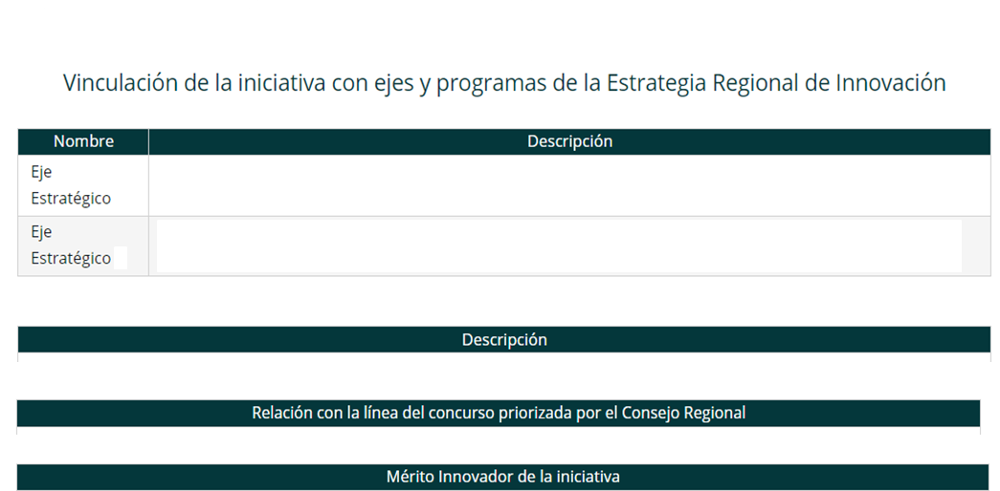 Vinculación de la iniciativa con ejes y programas de la Estrategia Regional de Innovación
Nombre Descripción
Eje
Estratégico
Eje
Estratégico
Descripción
Relación con la línea del concurso priorizada por el Consejo Regional
Mérito Innovador de la iniciativa